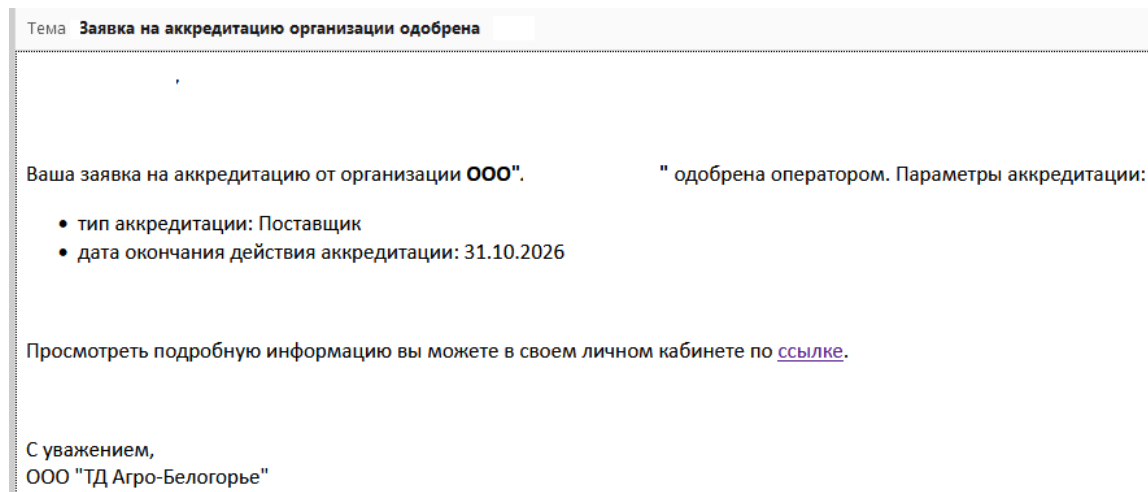 Тема Заявка на аккредитацию организации одобрена
,
Ваша заявка на аккредитацию от организации ООО". " одобрена оператором. Параметры аккредитации:
• тип аккредитации: Поставщик
• дата окончания действия аккредитации: 31.10.2026
Просмотреть подробную информацию вы можете в своем личном кабинете по ссылке.
С уважением,
ООО "ТД Агро-Белогорье"